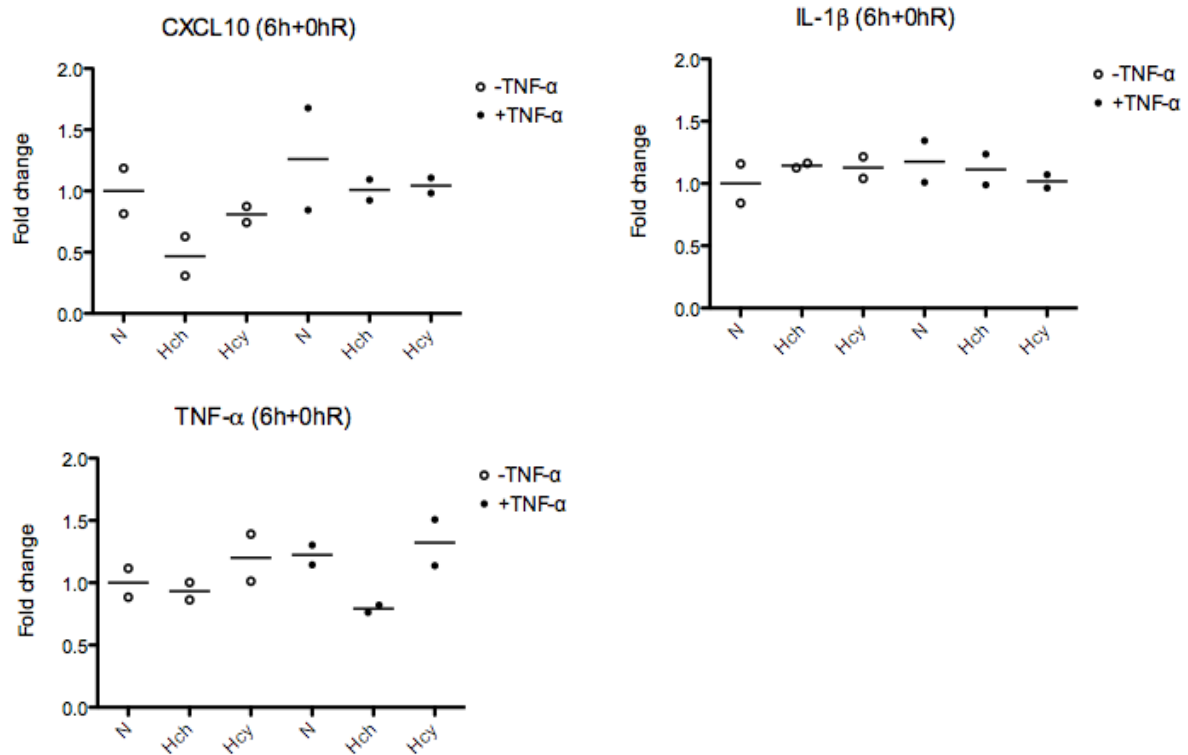 CXCL10 (6h+0hR)
Fold change
2.0
1.5
1.0
0.5
0.0
N
Hch
Hcy
N
Hch
Hcy
-TNF-α
+TNF-α
IL-1β (6h+0hR)
Fold change
2.0
1.5
1.0
0.5
0.0
N
Hch
Hcy
N
Hch
Hcy
-TNF-α
+TNF-α
TNF-α (6h+0hR)
Fold change
2.0
1.5
1.0
0.5
0.0
N
Hch
Hcy
N
Hch
Hcy
-TNF-α
+TNF-α